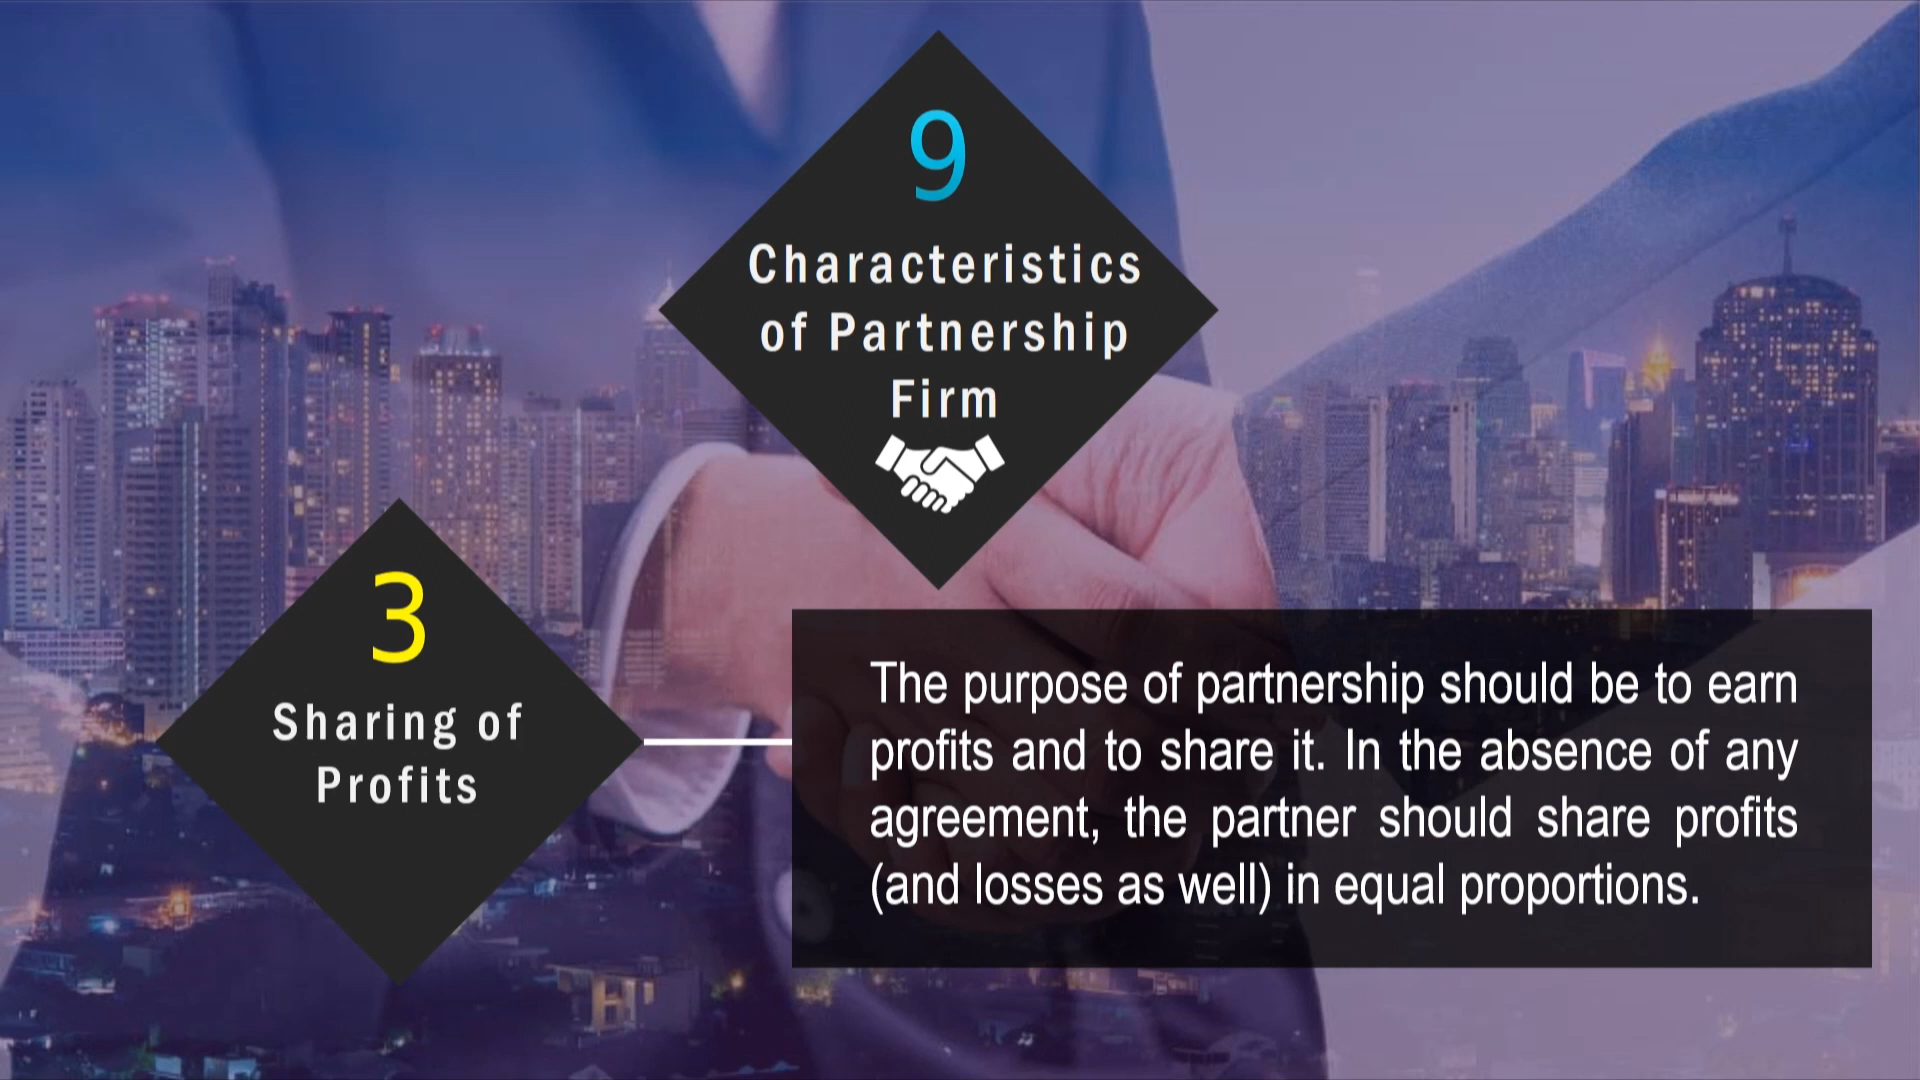 9
Characteristics
of Partnership
Firm
3
Sharing of
Profits
The purpose of partnership should be to earn
profits and to share it. In the absence of any
agreement, the partner should share profits
(and losses as well) in equal proportions.